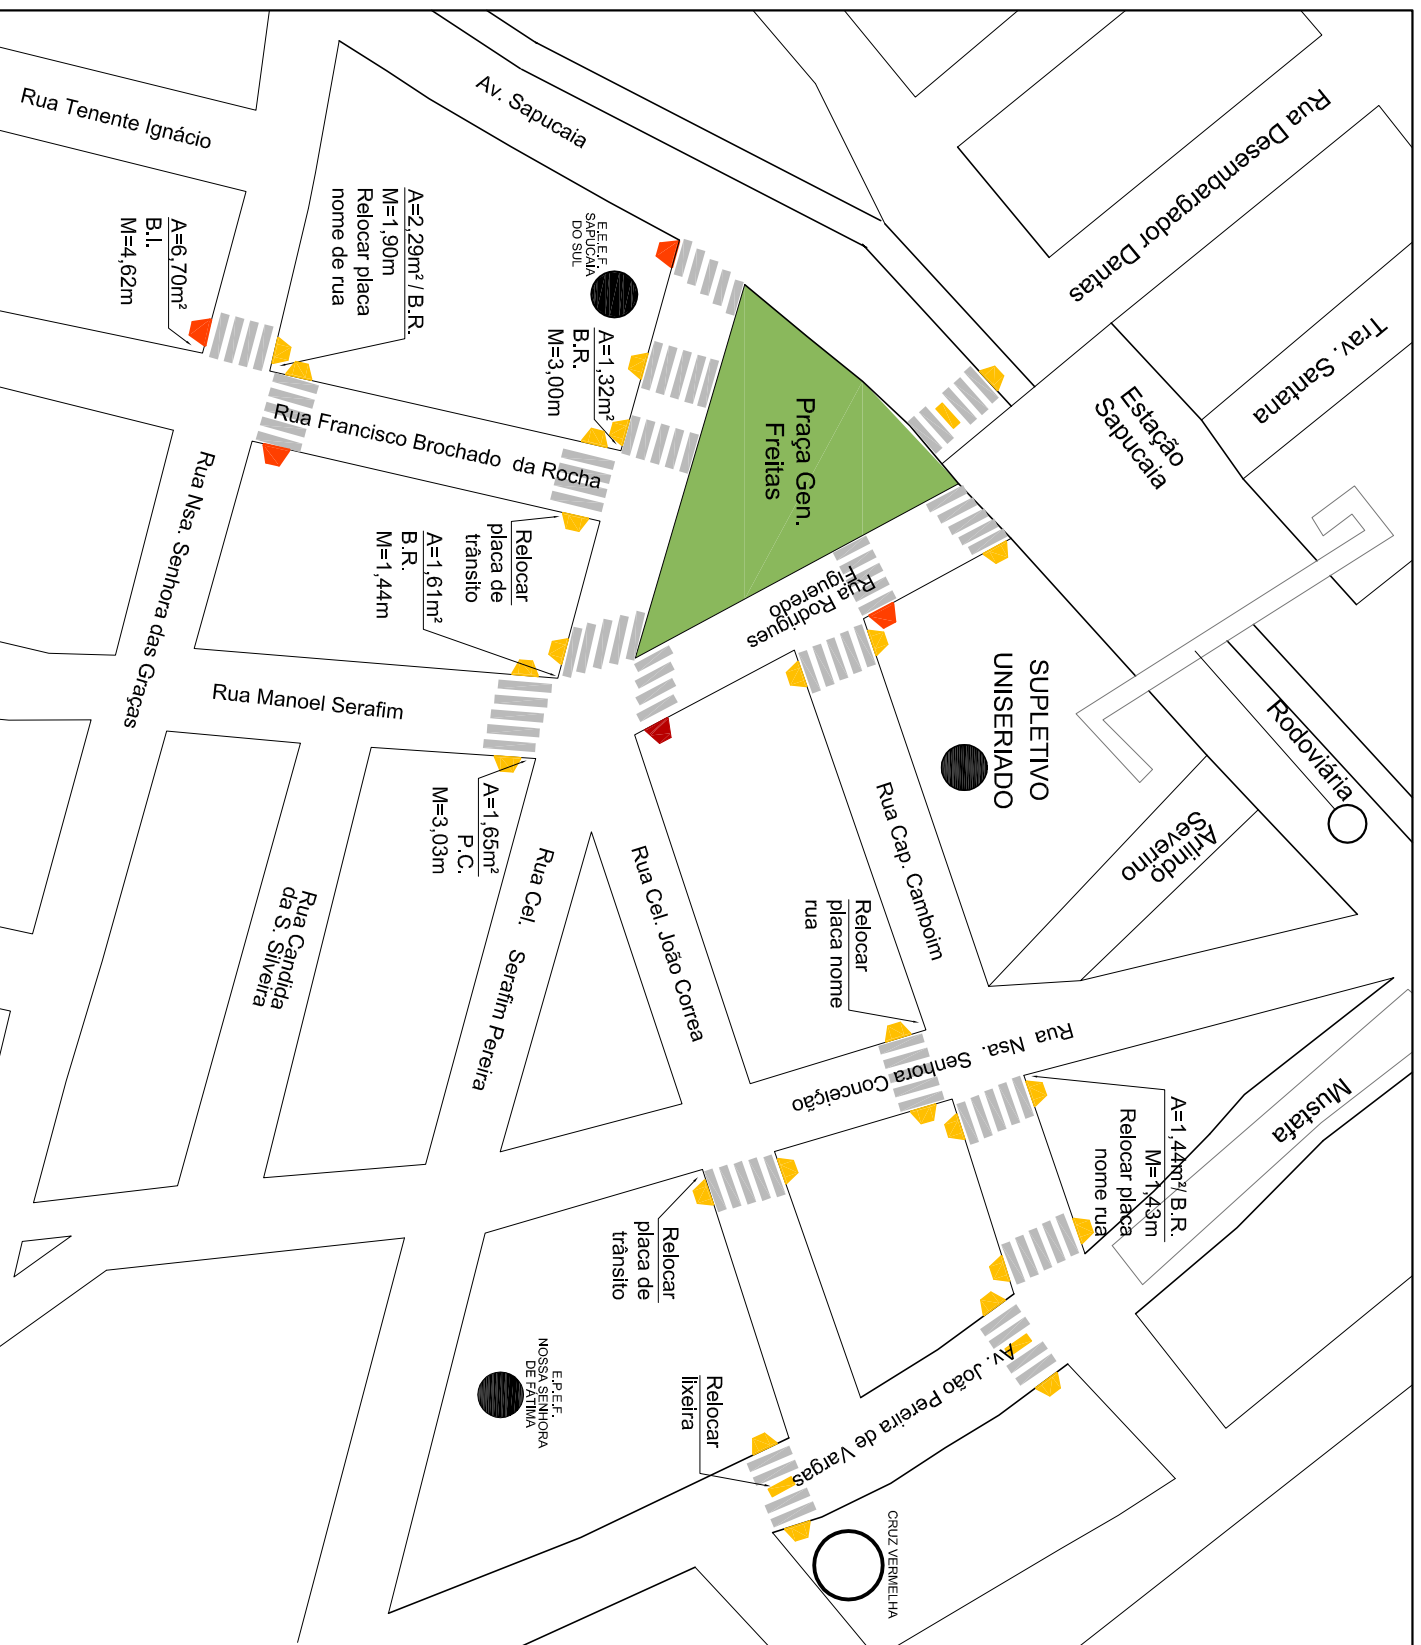 Rua Tenente Ignácio
Av. Sapucaia
Rua Desembargador Dantas
Trav. Santana
Estação
Sapucaia
A=2,29m² / B.R.
M=1,90m
Relocar placa
nome de rua
A=6,70m²
B.I.
M=4,62m
E.E.E.F.
SAPUCAIA
DO SUL
A=1,32m²
B.R.
M=3,00m
Praça Gen.
Freitas
Rua Francisco Brochado da Rocha
Rua Nsa. Senhora das Graças
Relocar
placa de
trânsito
A=1,61m²
B.R.
M=1,44m
Rua Rodrigues
Figueredo
SUPLETIVO
UNISERIADO
Rodoviária
Arlindo
Severino
Rua Manoel Serafim
A=1,65m²
P.C.
M=3,03m
Rua Cel. Serafim Pereira
Rua Cel. João Correa
Rua Cap. Camboim
Relocar
placa nome
rua
Rua Candida
da S. Silveira
Rua Nsa. Senhora Conceição
Mustafa
A=1,44m²/ B.R.
M=1,43m
Relocar placa
nome rua
Relocar
placa de
trânsito
E.P.E.F.
NOSSA SENHORA
DE FÁTIMA
Relocar
lixeira
Av. João Pereira de Vargas
CRUZ VERMELHA